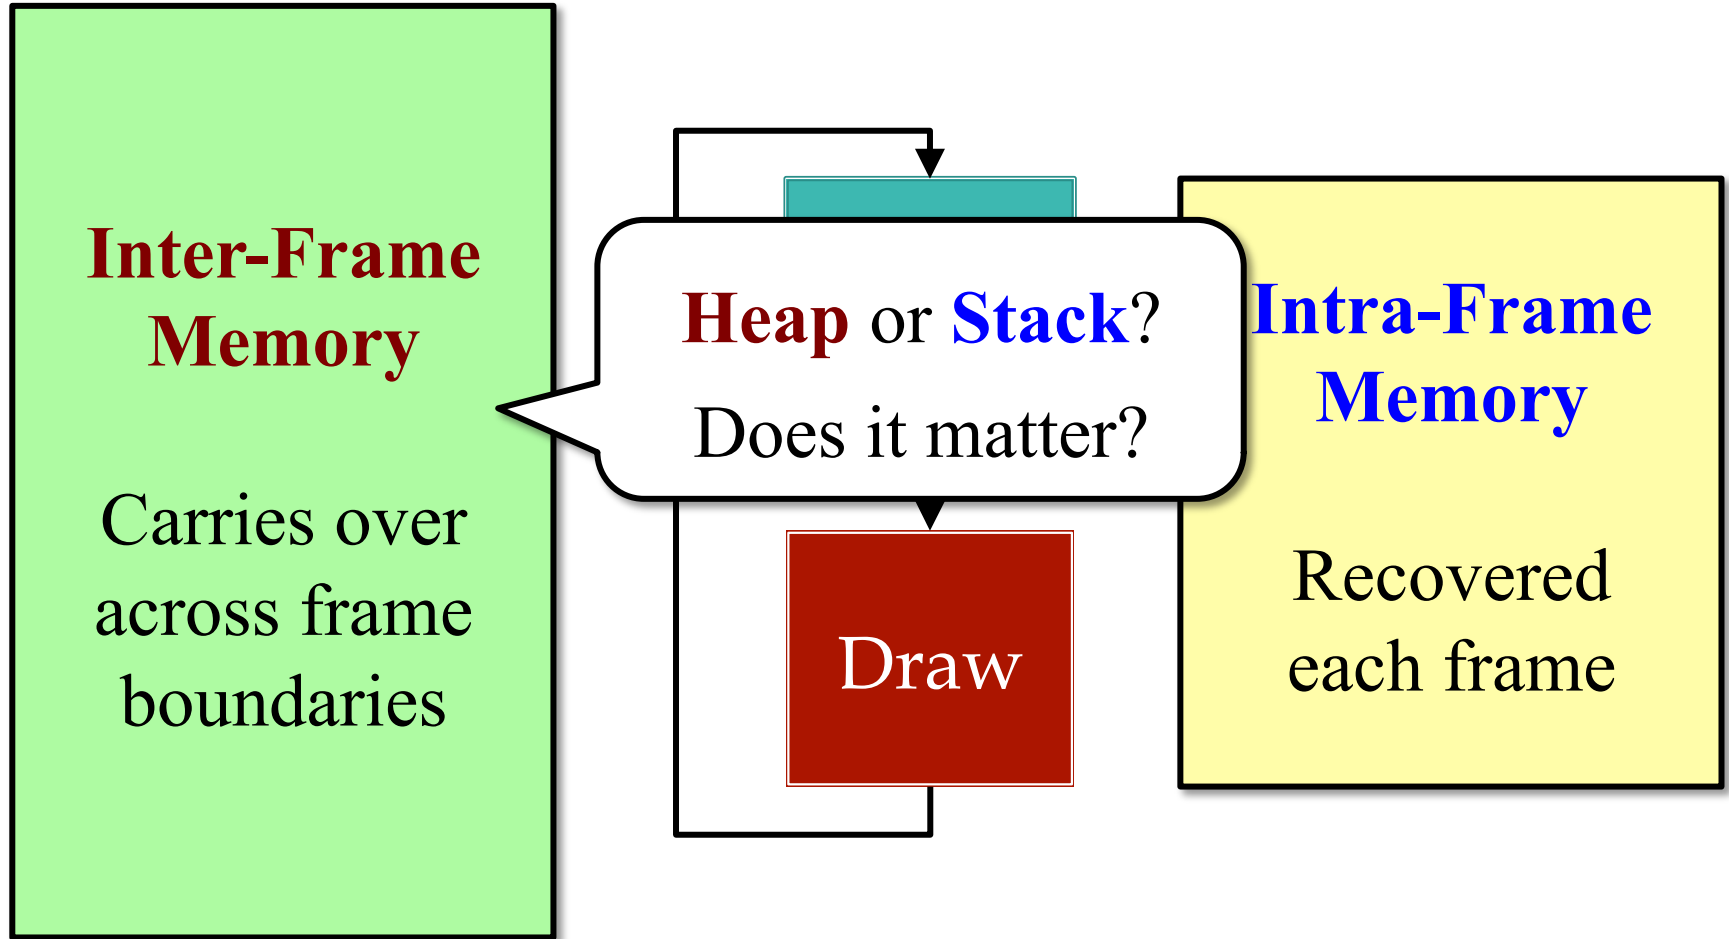 Inter-Frame
Memory
Carries over
across frame
boundaries
Heap or Stack?
Does it matter?
Draw
Intra-Frame
Memory
Recovered
each frame